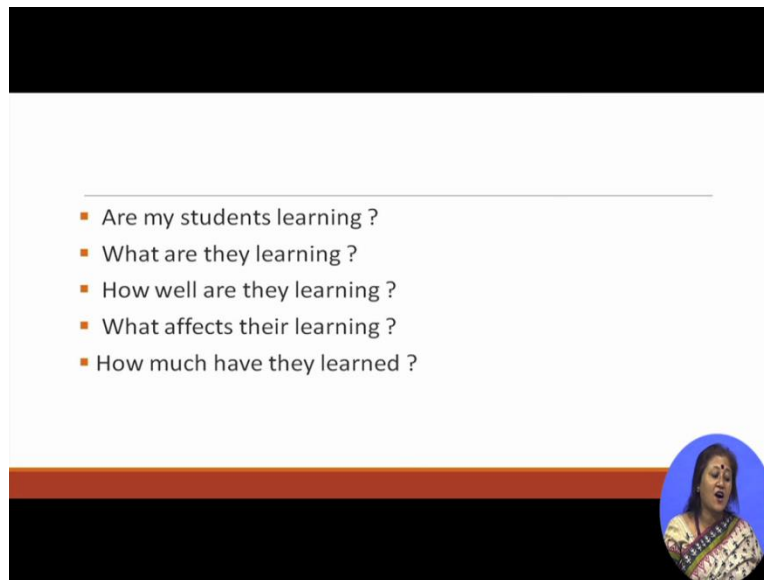 Are my students learning ?
What are they learning ?
How well are they learning ?
What affects their learning ?
How much have they learned ?